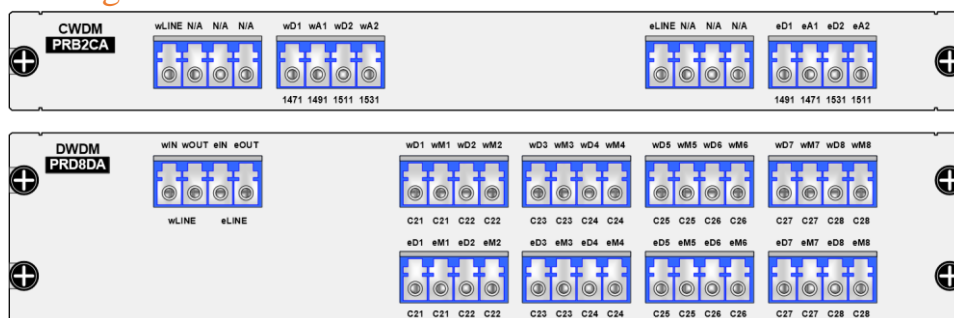 CWDM
PRB2CA
wLINE N/A N/A N/A
wD1 wA1 wD2 wA2
eLINE N/A N/A N/A
eD1 eA1 eD2 eA2
1471 1491 1511 1531
1491 1471 1531 1511
DWDM
PRD8DA
wIN wOUT eIN eOUT
wD1 wM1 wD2 wM2
wD3 wM3 wD4 wM4
wD5 wM5 wD6 wM6
wD7 wM7 wD8 wM8
wLINE eLINE
C21 C21 C22 C22
C23 C23 C24 C24
C25 C25 C26 C26
C27 C27 C28 C28
eD1 eM1 eD2 eM2
eD3 eM3 eD4 eM4
eD5 eM5 eD6 eM6
eD7 eM7 eD8 eM8
C21 C21 C22 C22
C23 C23 C24 C24
C25 C25 C26 C26
C27 C27 C28 C28